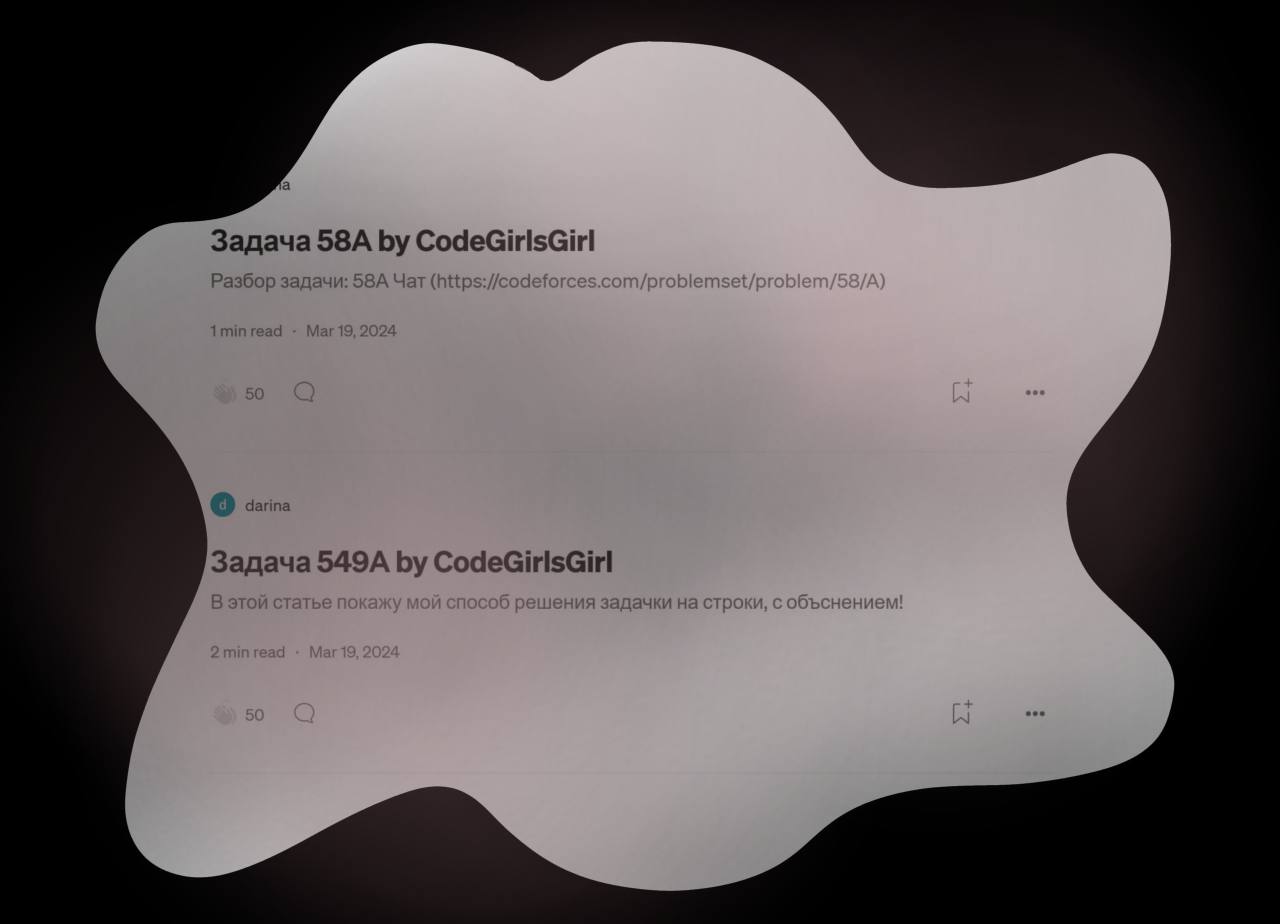 Задача 58A by CodeGirlsGirl
Разбор задачи: 58A Чат (https://codeforces.com/problemset/problem/58/A)
1 min read · Mar 19, 2024
50
d darina
Задача 549A by CodeGirlsGirl
В этой статье покажу мой способ решения задачки на строки, с объснением!
2 min read · Mar 19, 2024
50